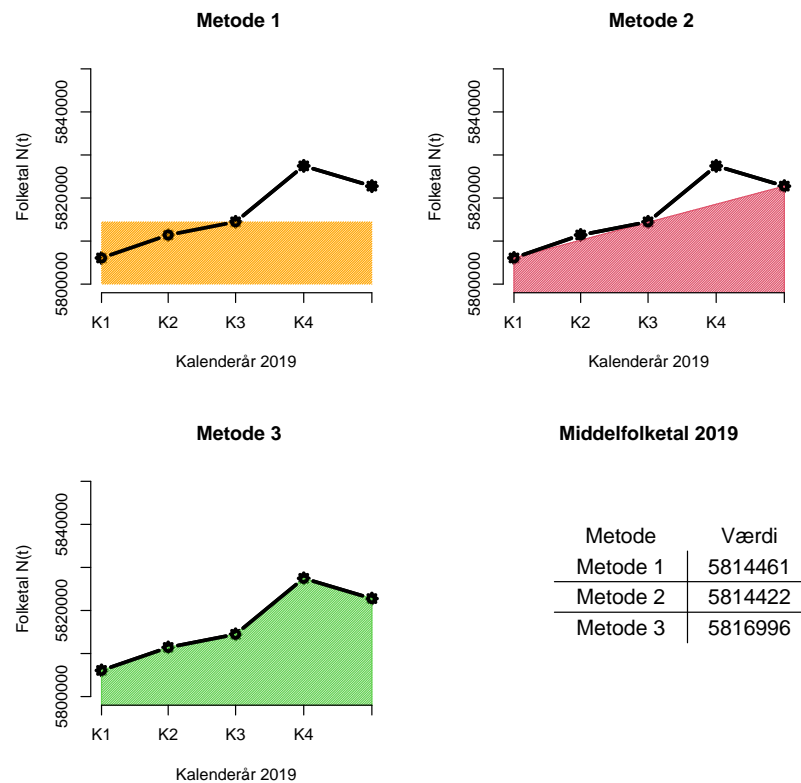 Metode 1
Folketal N(t)
5840000
5820000
5800000
K1 K2 K3 K4
Kalenderår 2019
Metode 2
Folketal N(t)
5840000
5820000
5800000
K1 K2 K3 K4
Kalenderår 2019
Metode 3
Folketal N(t)
5840000
5820000
5800000
K1 K2 K3 K4
Kalenderår 2019
Middelfolketal 2019
Metode Værdi
Metode 1 5814461
Metode 2 5814422
Metode 3 5816996